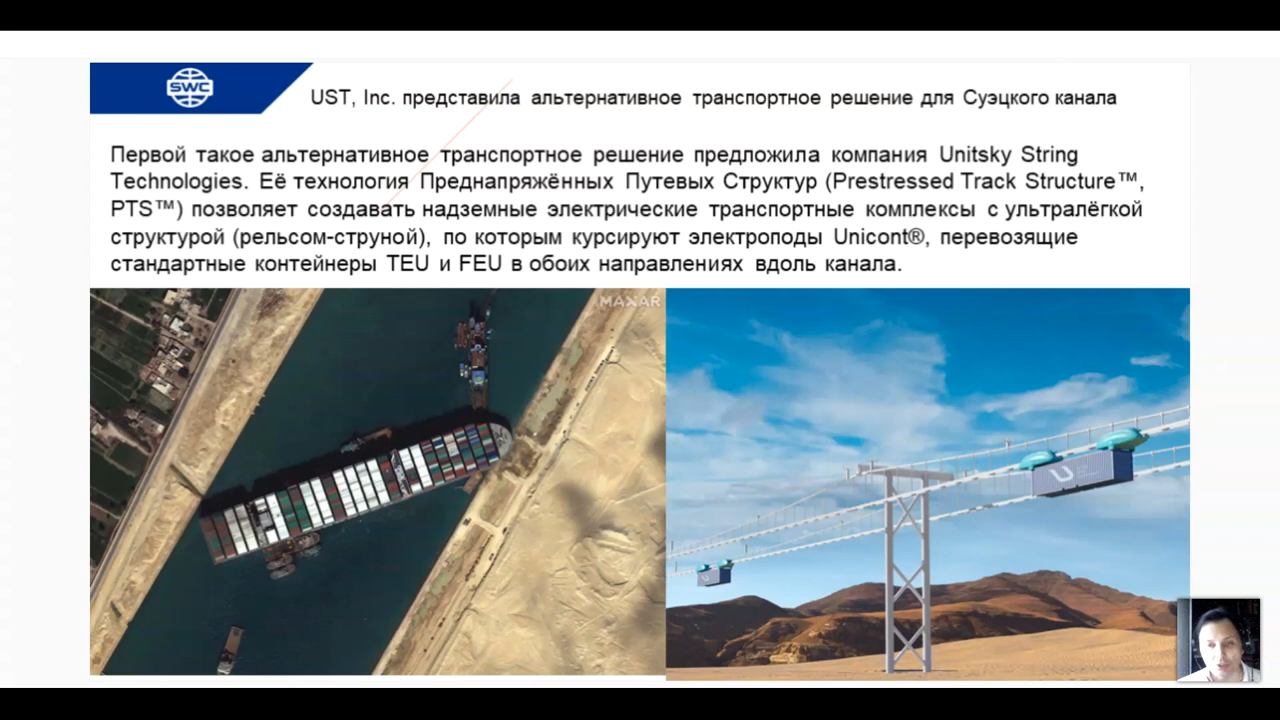 SWC
UST, Inc. представила альтернативное транспортное решение для Суэцкого канала
Первой такое альтернативное транспортное решение предложила компания Unitsky String
Technologies. Её технология Преднапряжённых Путевых Структур (Prestressed Track Structure™,
PTS™) позволяет создавать надземные электрические транспортные комплексы с ультралёгкой
структурой (рельсом-струной), по которым курсируют электроподы Unicont®, перевозящие
стандартные контейнеры TEU и FEU в обоих направлениях вдоль канала.
MAXAR
U